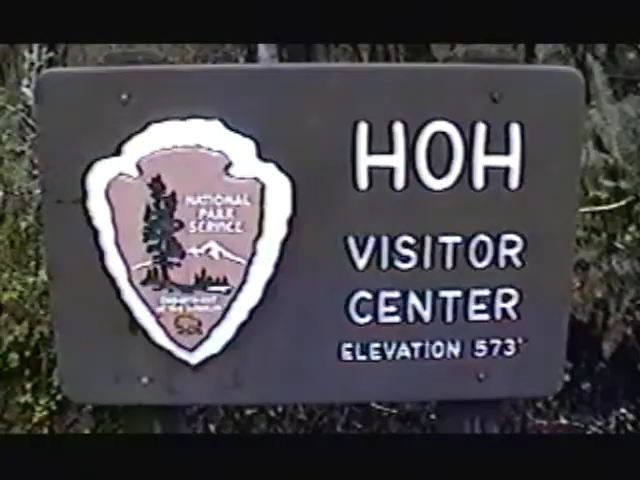 NATIONAL
PARK
SERVICE
HOH
VISITOR
CENTER
ELEVATION 573'